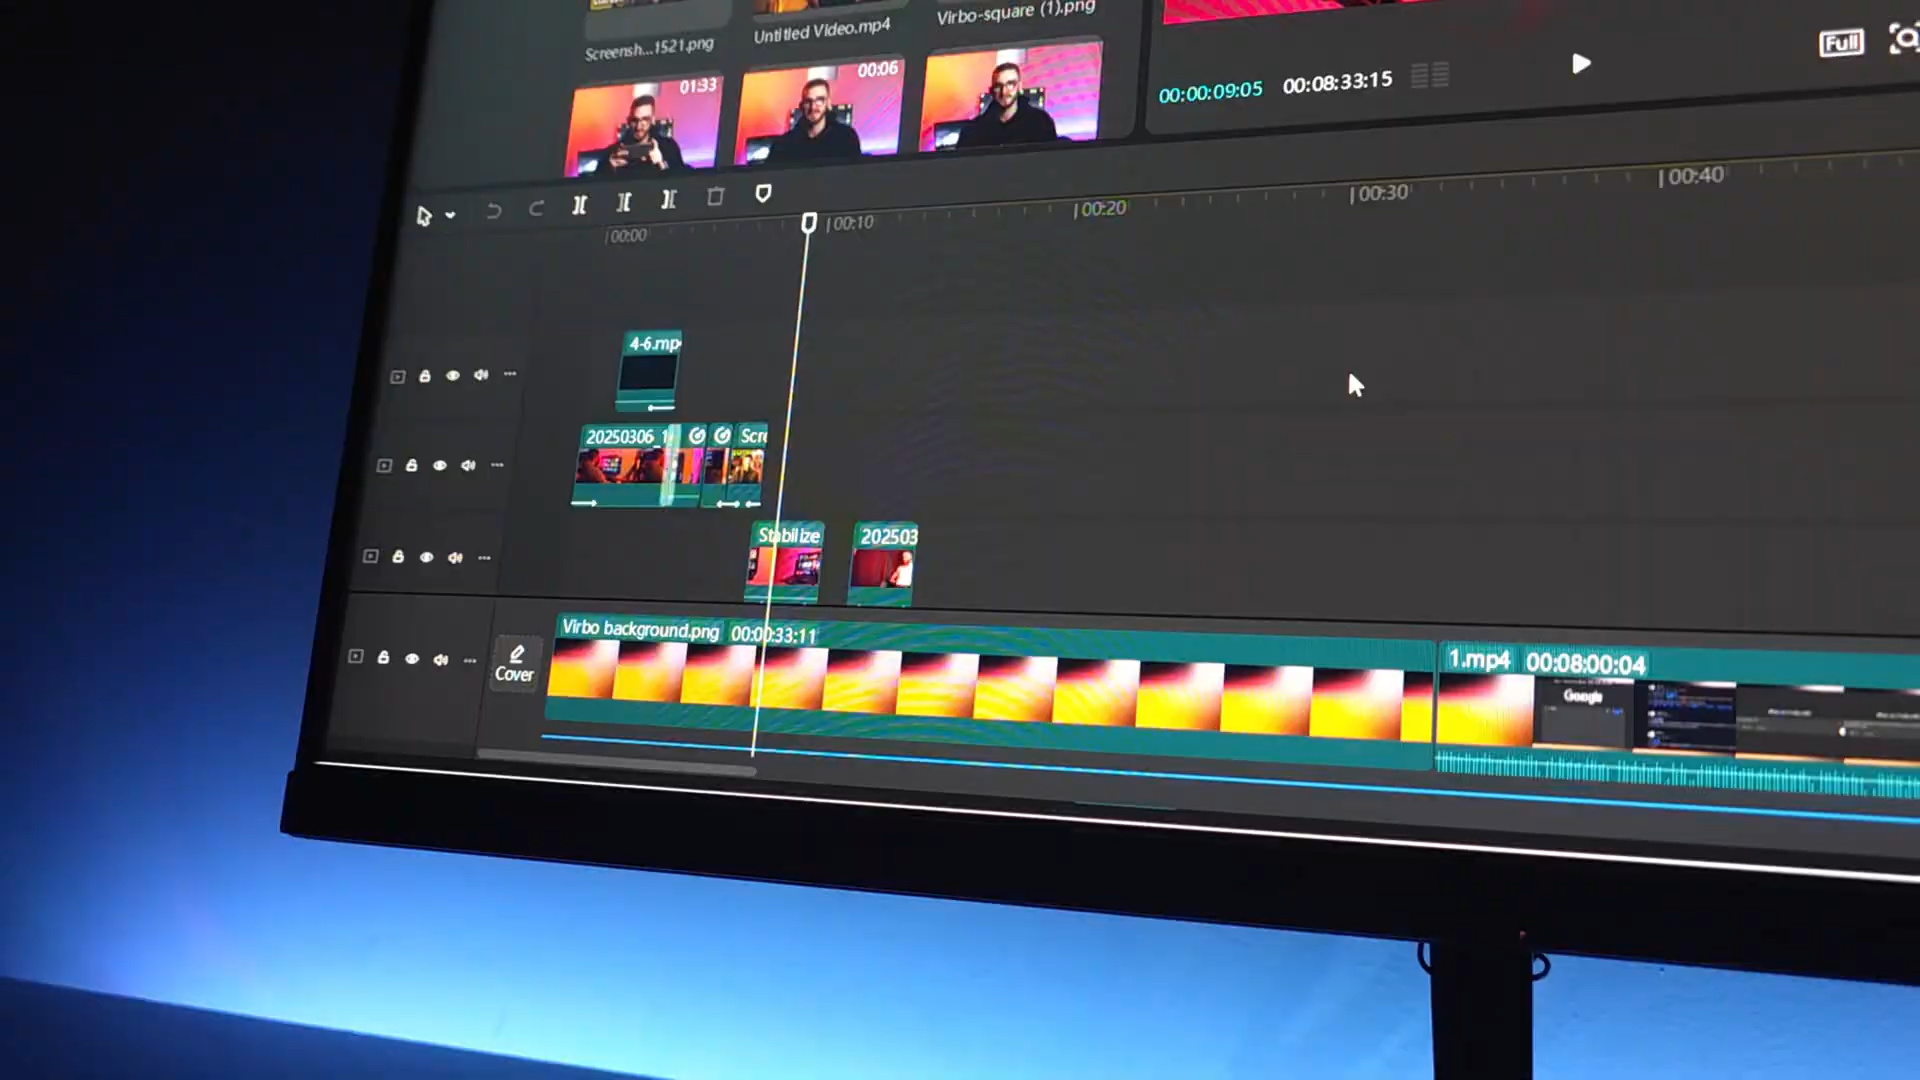 Screensh...1521.png
Untitled Video.mp4
Virbo-square (1).png
01:33
00:06
00:00:09:05
00:08:33:15
Full
00:00
00:10
00:20
00:30
00:40
4-6.mp
20250306_1
Scr
Stabilize
202503
Cover
Virbo background.png 00:00:33:11
1.mp4 00:08:00:04
Google